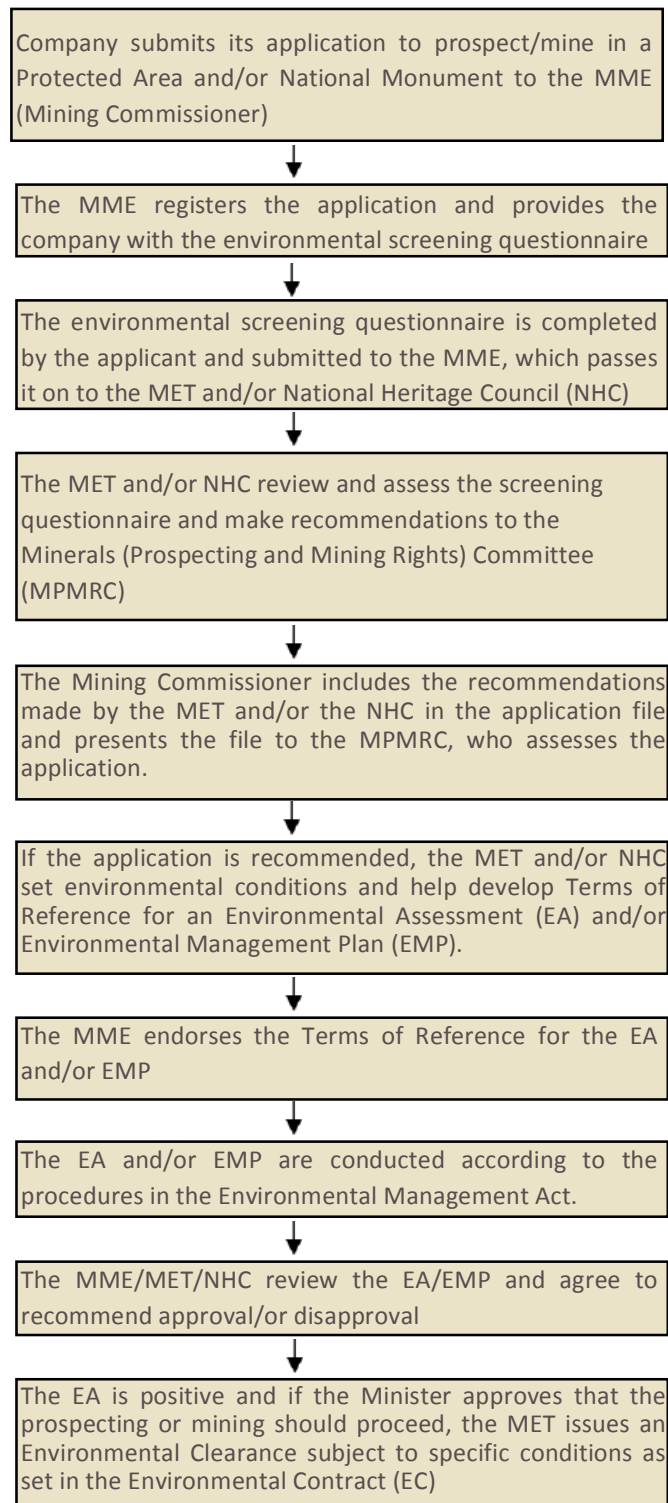 Company submits its application to prospect/mine in a
Protected Area and/or National Monument to the MME
(Mining Commissioner)
The MME registers the application and provides the
company with the environmental screening questionnaire
The environmental screening questionnaire is completed
by the applicant and submitted to the MME, which passes
it on to the MET and/or National Heritage Council (NHC)
The MET and/or NHC review and assess the screening
questionnaire and make recommendations to the
Minerals (Prospecting and Mining Rights) Committee
(MPMRC)
The Mining Commissioner includes the recommendations
made by the MET and/or the NHC in the application file
and presents the file to the MPMRC, who assesses the
application.
If the application is recommended, the MET and/or NHC
set environmental conditions and help develop Terms of
Reference for an Environmental Assessment (EA) and/or
Environmental Management Plan (EMP).
The MME endorses the Terms of Reference for the EA
and/or EMP
The EA and/or EMP are conducted according to the
procedures in the Environmental Management Act.
The MME/MET/NHC review the EA/EMP and agree to
recommend approval/or disapproval
The EA is positive and if the Minister approves that the
prospecting or mining should proceed, the MET issues an
Environmental Clearance subject to specific conditions as
set in the Environmental Contract (EC)